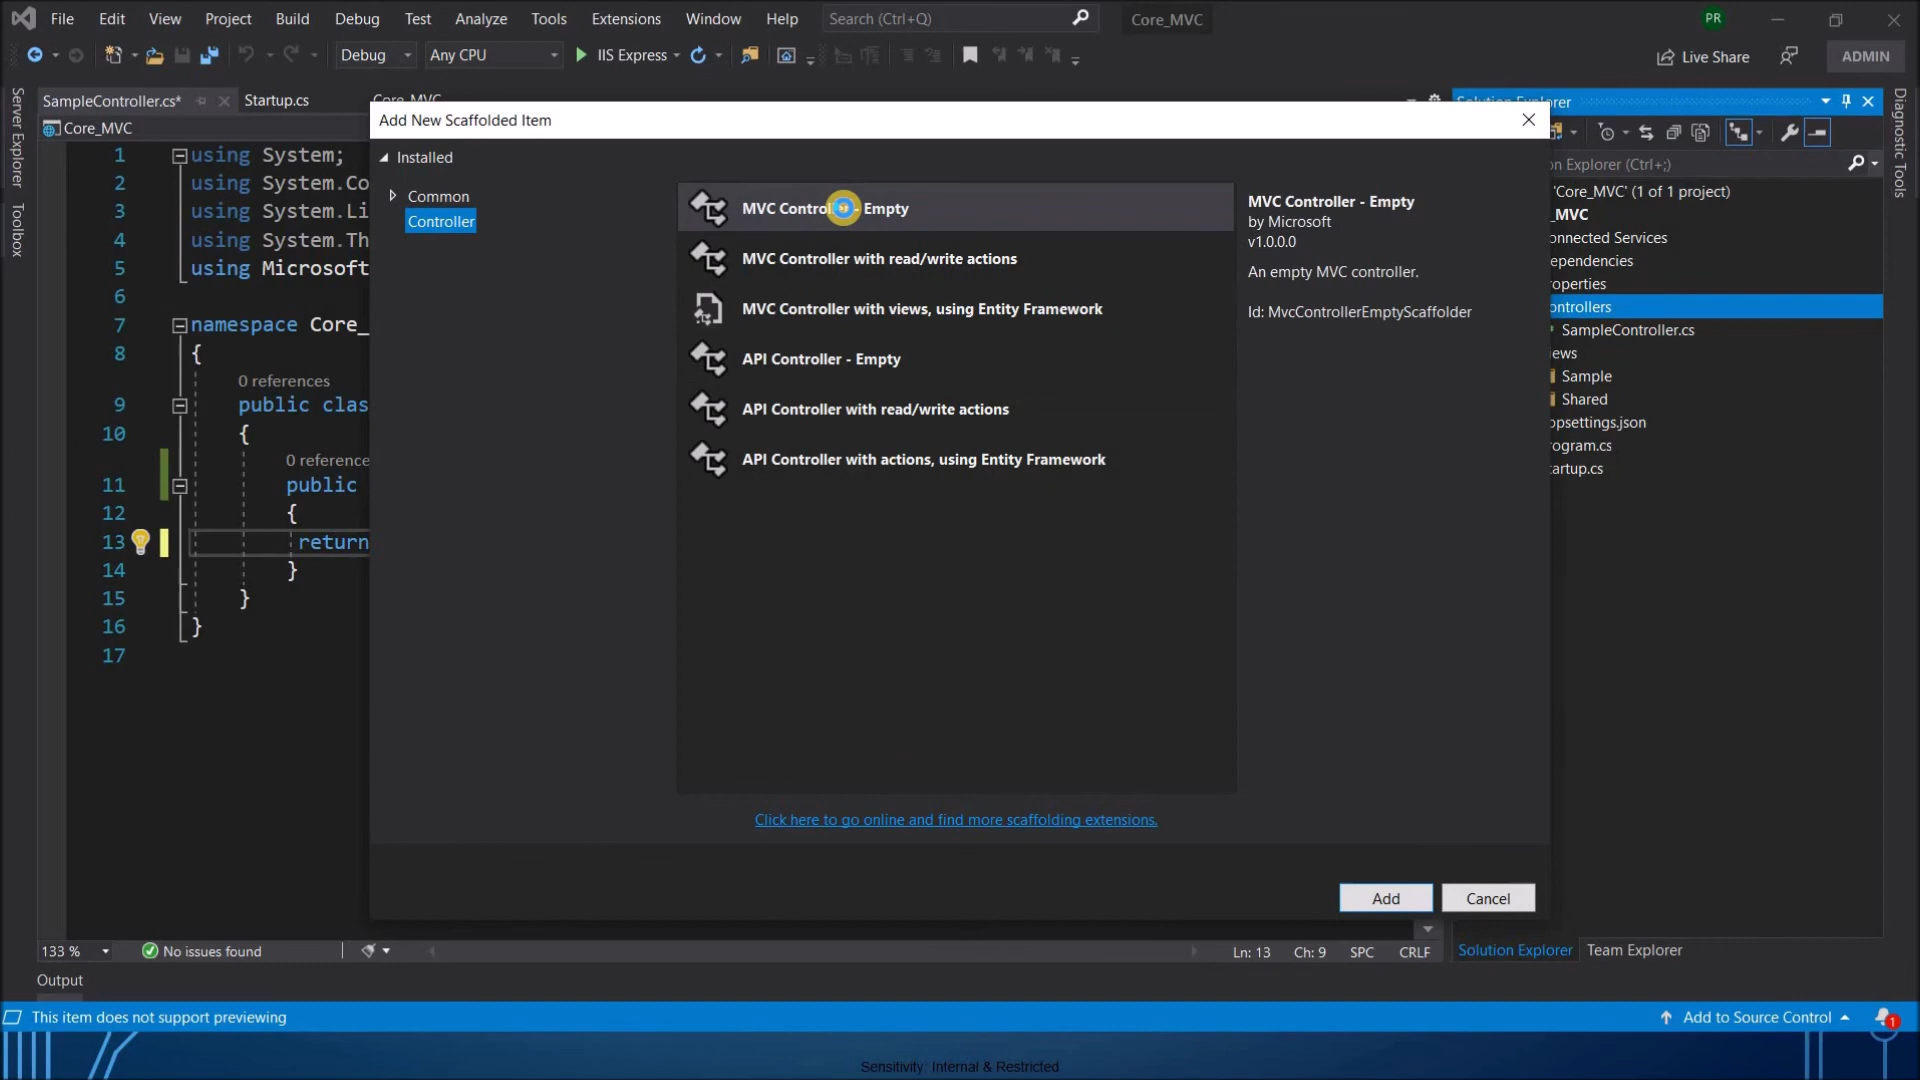 File Edit View Project Build Debug Test Analyze Tools Extensions Window Help Search (Ctrl+Q) Core_MVC PR
Debug Any CPU IIS Express Live Share ADMIN
Server Explorer
Toolbox
SampleController.cs* Startup.cs
Core_MVC
1 using System;
2 using System.Co
3 using System.Li
4 using System.Th
5 using Microsoft
6
7 namespace Core_
8 {
0 references
9 public clas
10 {
0 reference
11 public
12 {
13 return
14 }
15 }
16 }
17
Add New Scaffolded Item
Installed
Common
Controller
MVC Controller - Empty
MVC Controller with read/write actions
MVC Controller with views, using Entity Framework
API Controller - Empty
API Controller with read/write actions
API Controller with actions, using Entity Framework
MVC Controller - Empty
by Microsoft
v1.0.0.0
An empty MVC controller.
Id: MvcControllerEmptyScaffolder
Click here to go online and find more scaffolding extensions.
Add Cancel
on Explorer (Ctrl+;)
'Core_MVC' (1 of 1 project)
_MVC
onnected Services
ependencies
roperties
ontrollers
SampleController.cs
ews
Sample
Shared
ppsettings.json
rogram.cs
tartup.cs
Diagnostic Tools
133 % No issues found Ln: 13 Ch: 9 SPC CRLF
Solution Explorer Team Explorer
Output
This item does not support previewing Add to Source Control 1
Sensitivity: Internal & Restricted